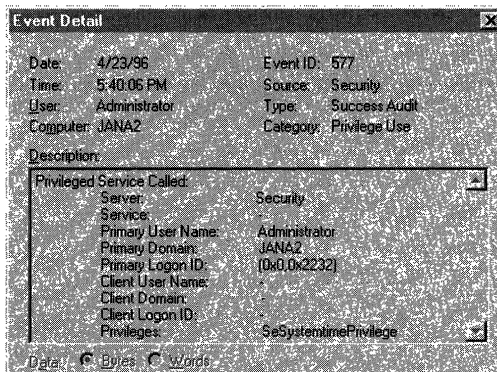 Event Detail
Date: 4/23/96 Event ID: 577
Time: 5:40:06 PM Source: Security
User: Administrator Type: Success Audit
Computer: JANA2 Category: Privilege Use
Description:
Privileged Service Called:
Server: Security
Service: -
Primary User Name: Administrator
Primary Domain: JANA2
Primary Logon ID: (0x0,0x2232)
Client User Name: -
Client Domain: -
Client Logon ID: -
Privileges: SeSystemtimePrivilege
Data: Bytes Words